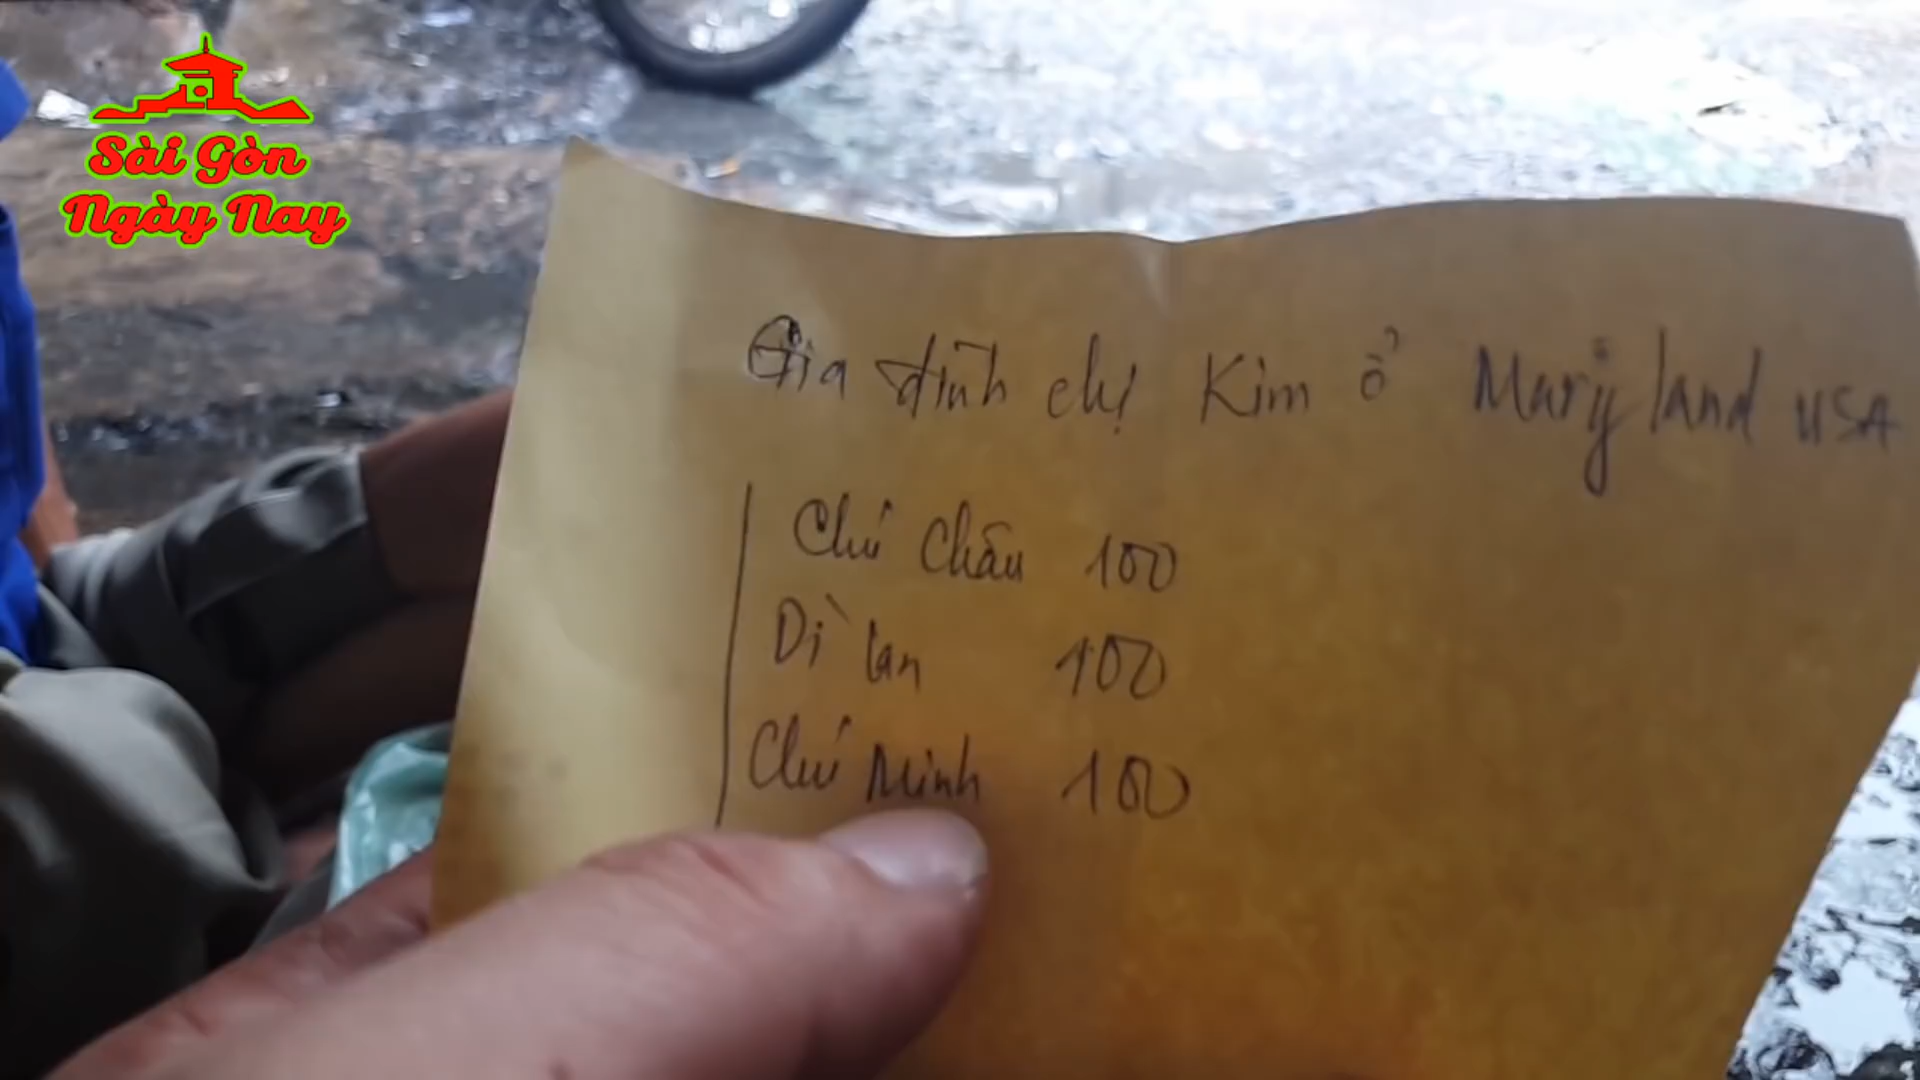 Sài Gòn
Ngày Nay
Gia đình chị Kim ở Maryland USA
Chú Châu 100
Dì lan 100
Chú Minh 100